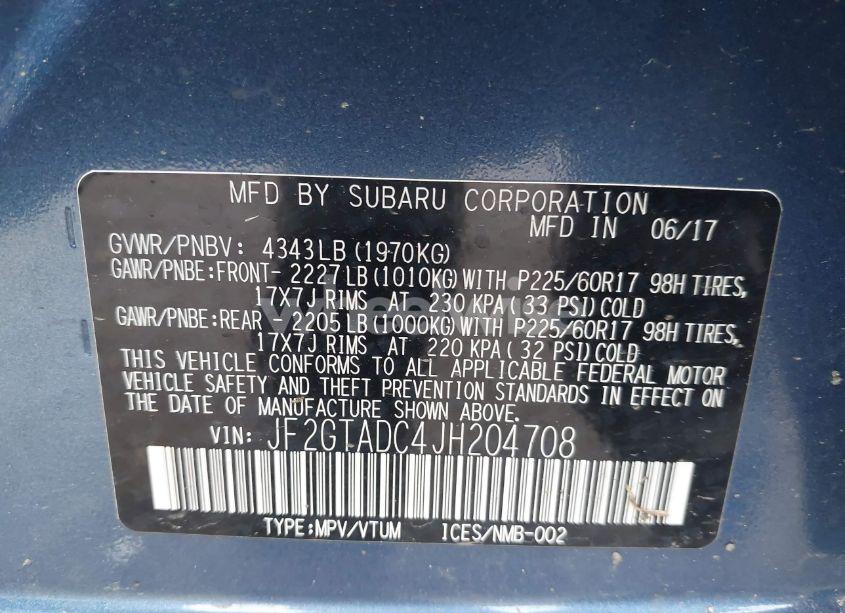 MFD BY SUBARU CORPORATION
MFD IN 06/17
GVWR/PNBV: 4343LB(1970KG)
GAWR/PNBE:FRONT- 2227LB(1010KG)WITH P225/60R17 98H TIRES,
17X7J RIMS AT 230 KPA(33 PSI)COLD
GAWR/PNBE:REAR - 2205LB(1000KG)WITH P225/60R17 98H TIRES,
17X7J RIMS AT 220 KPA(32 PSI)COLD
THIS VEHICLE CONFORMS TO ALL APPLICABLE FEDERAL MOTOR
VEHICLE SAFETY AND THEFT PREVENTION STANDARDS IN EFFECT ON
THE DATE OF MANUFACTURE SHOWN ABOVE.
VIN: JF2GTADC4JH204708
TYPE:MPV/VTUM ICES/NMB-002